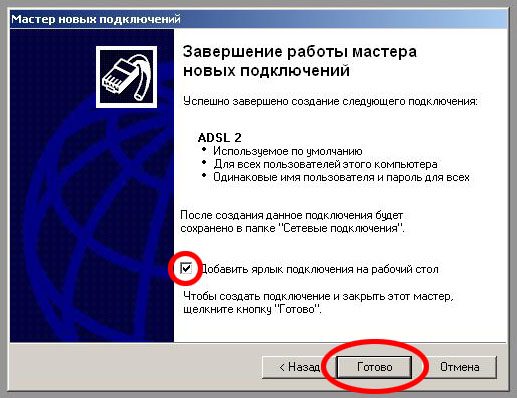 Мастер новых подключений
Завершение работы мастера
новых подключений
Успешно завершено создание следующего подключения:
ADSL 2
• Используемое по умолчанию
• Для всех пользователей этого компьютера
• Одинаковые имя пользователя и пароль для всех
После создания данное подключения будет
сохранено в папке "Сетевые подключения".
Добавить ярлык подключения на рабочий стол
Чтобы создать подключение и закрыть этот мастер,
щелкните кнопку "Готово".
< Назад Готово Отмена